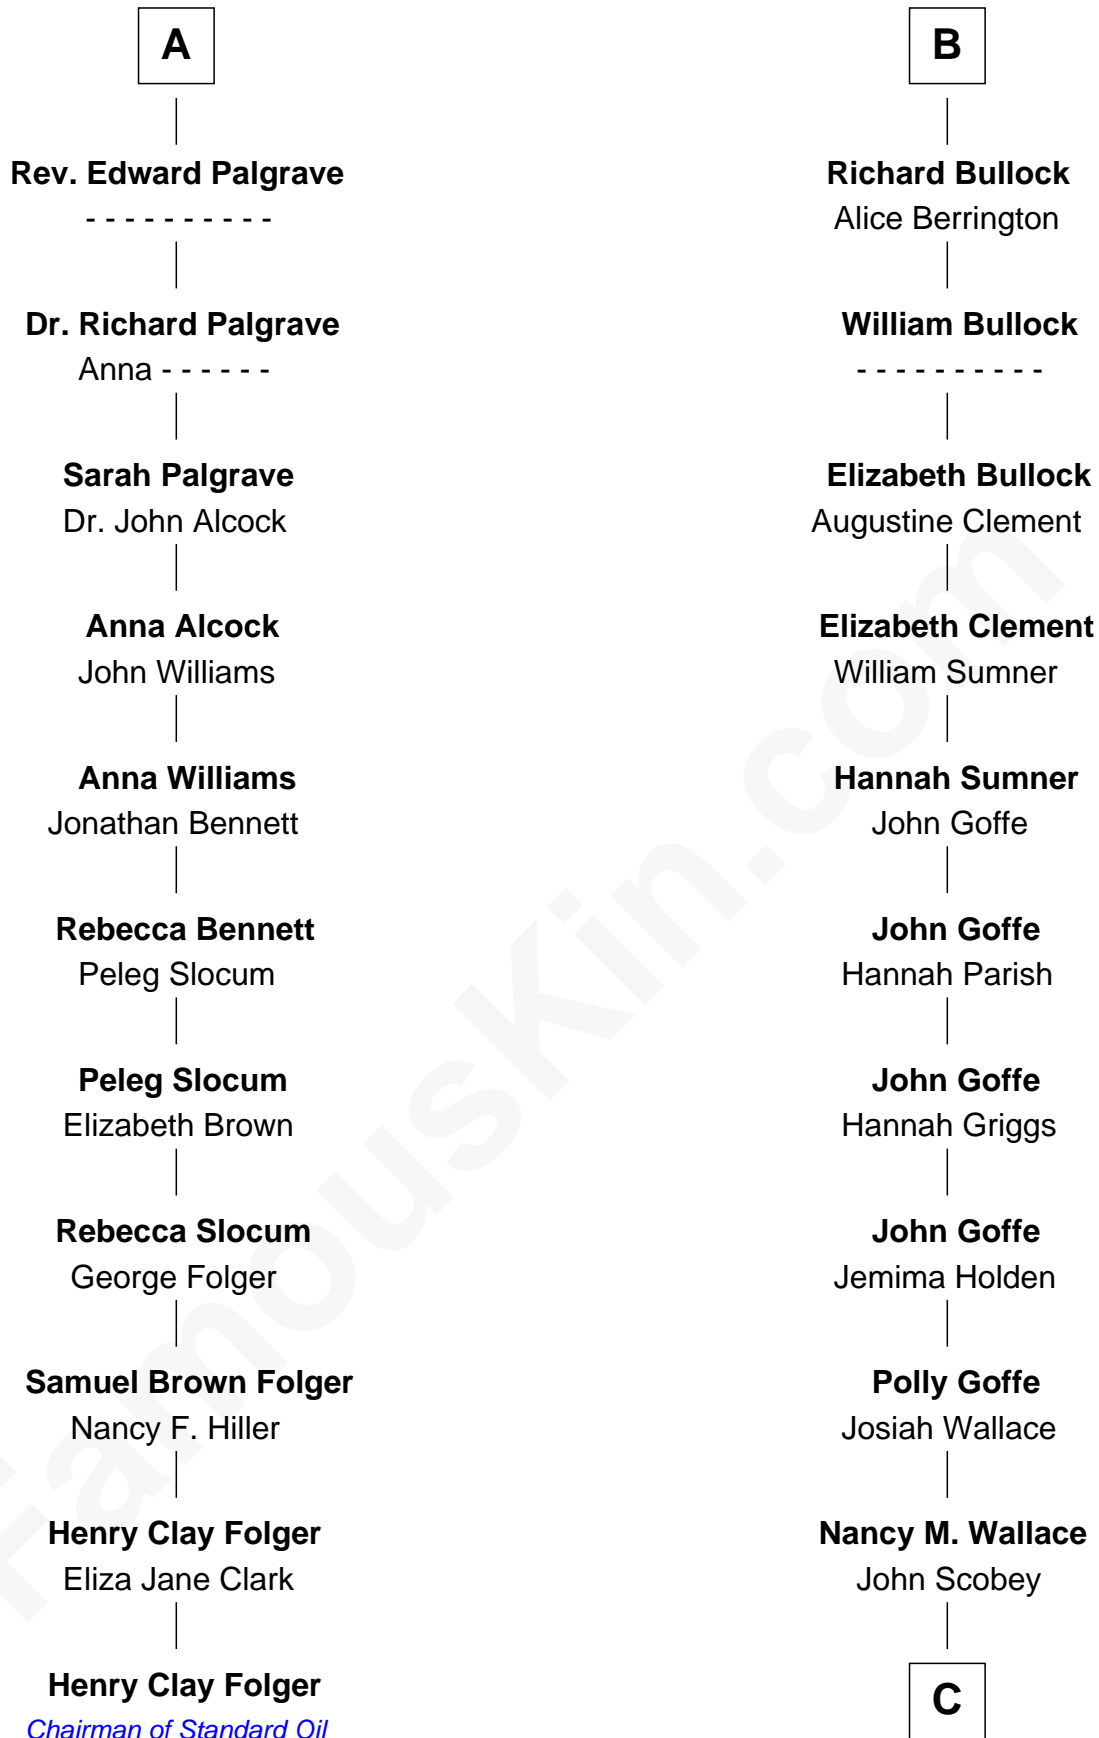 A
Rev. Edward Palgrave
- - - - - - - - - -
Dr. Richard Palgrave
Anna - - - - - -
Sarah Palgrave
Dr. John Alcock
Anna Alcock
John Williams
Anna Williams
Jonathan Bennett
Rebecca Bennett
Peleg Slocum
Peleg Slocum
Elizabeth Brown
Rebecca Slocum
George Folger
Samuel Brown Folger
Nancy F. Hiller
Henry Clay Folger
Eliza Jane Clark
Henry Clay Folger
Chairman of Standard Oil
B
Richard Bullock
Alice Berrington
William Bullock
- - - - - - - - - -
Elizabeth Bullock
Augustine Clement
Elizabeth Clement
William Sumner
Hannah Sumner
John Goffe
John Goffe
Hannah Parish
John Goffe
Hannah Griggs
John Goffe
Jemima Holden
Polly Goffe
Josiah Wallace
Nancy M. Wallace
John Scobey
C
FamousKin.com